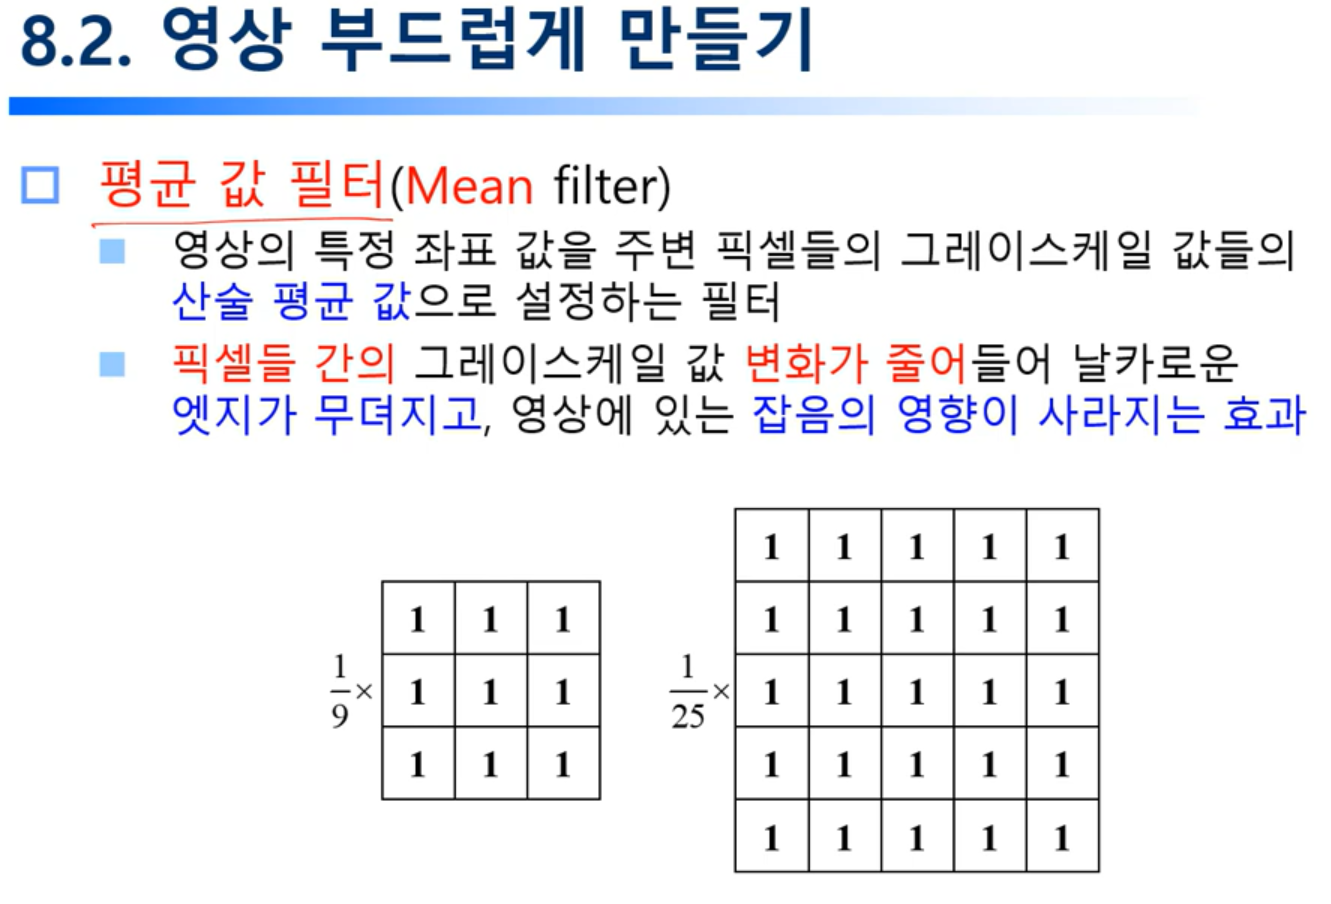 8.2. 영상 부드럽게 만들기
평균 값 필터(Mean filter)
영상의 특정 좌표 값을 주변 픽셀들의 그레이스케일 값들의
산술 평균 값으로 설정하는 필터
픽셀들 간의 그레이스케일 값 변화가 줄어들어 날카로운
엣지가 무뎌지고, 영상에 있는 잡음의 영향이 사라지는 효과
1/9 ×
1 1 1
1 1 1
1 1 1
1/25 ×
1 1 1 1 1
1 1 1 1 1
1 1 1 1 1
1 1 1 1 1
1 1 1 1 1